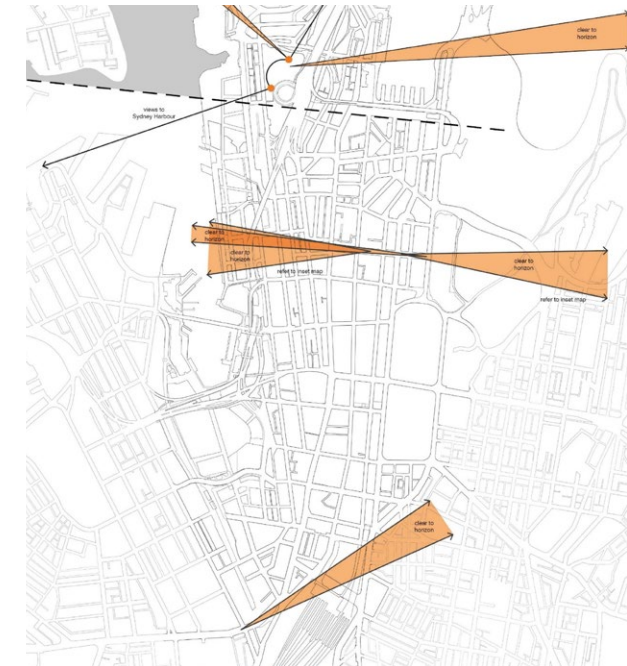 clear to
horizon
views to
Sydney Harbour
clear to
horizon
clear to
horizon
clear to
horizon
refer to inset map
refer to inset map
clear to
horizon